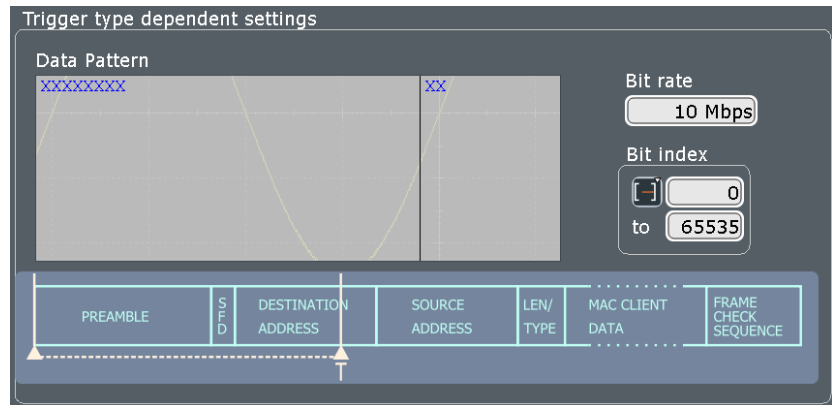 Trigger type dependent settings
Data Pattern
XXXXXXXX
XX
Bit rate
10 Mbps
Bit index
0
to 65535
PREAMBLE
SFD
DESTINATION
ADDRESS
SOURCE
ADDRESS
LEN/
TYPE
MAC CLIENT
DATA
FRAME
CHECK
SEQUENCE
T